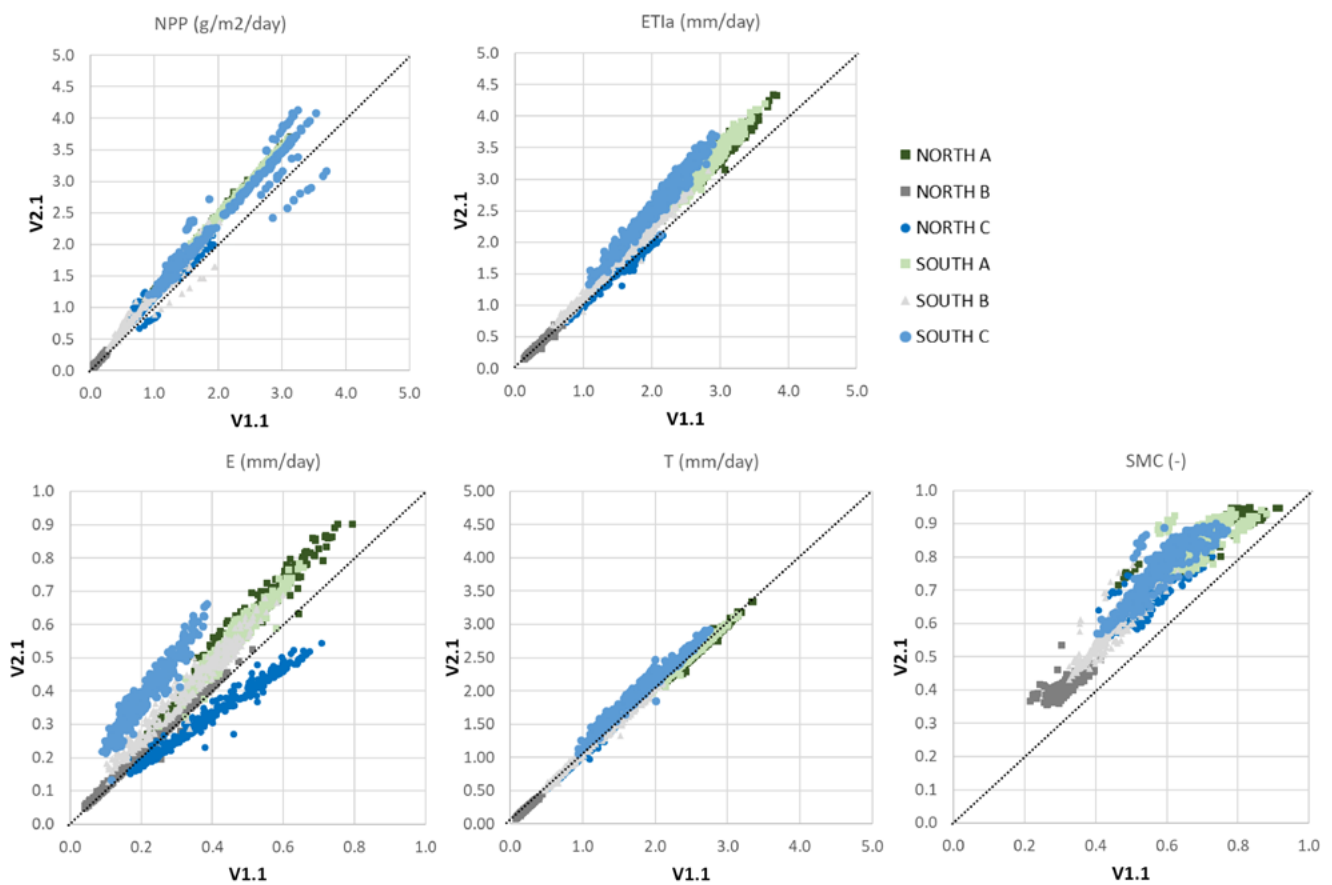 NPP (g/m2/day)
5.0
4.5
4.0
3.5
3.0
2.5
2.0
1.5
1.0
0.5
0.0
V2.1
0.0 1.0 2.0 3.0 4.0 5.0
V1.1
ETIa (mm/day)
5.0
4.5
4.0
3.5
3.0
2.5
2.0
1.5
1.0
0.5
0.0
V2.1
0.0 1.0 2.0 3.0 4.0 5.0
V1.1
NORTH A
NORTH B
NORTH C
SOUTH A
SOUTH B
SOUTH C
E (mm/day)
1.0
0.9
0.8
0.7
0.6
0.5
0.4
0.3
0.2
0.1
0.0
V2.1
0.0 0.2 0.4 0.6 0.8 1.0
V1.1
T (mm/day)
5.00
4.50
4.00
3.50
3.00
2.50
2.00
1.50
1.00
0.50
0.00
V2.1
0.0 1.0 2.0 3.0 4.0 5.0
V1.1
SMC (-)
1.0
0.9
0.8
0.7
0.6
0.5
0.4
0.3
0.2
0.1
0.0
V2.1
0.0 0.2 0.4 0.6 0.8 1.0
V1.1